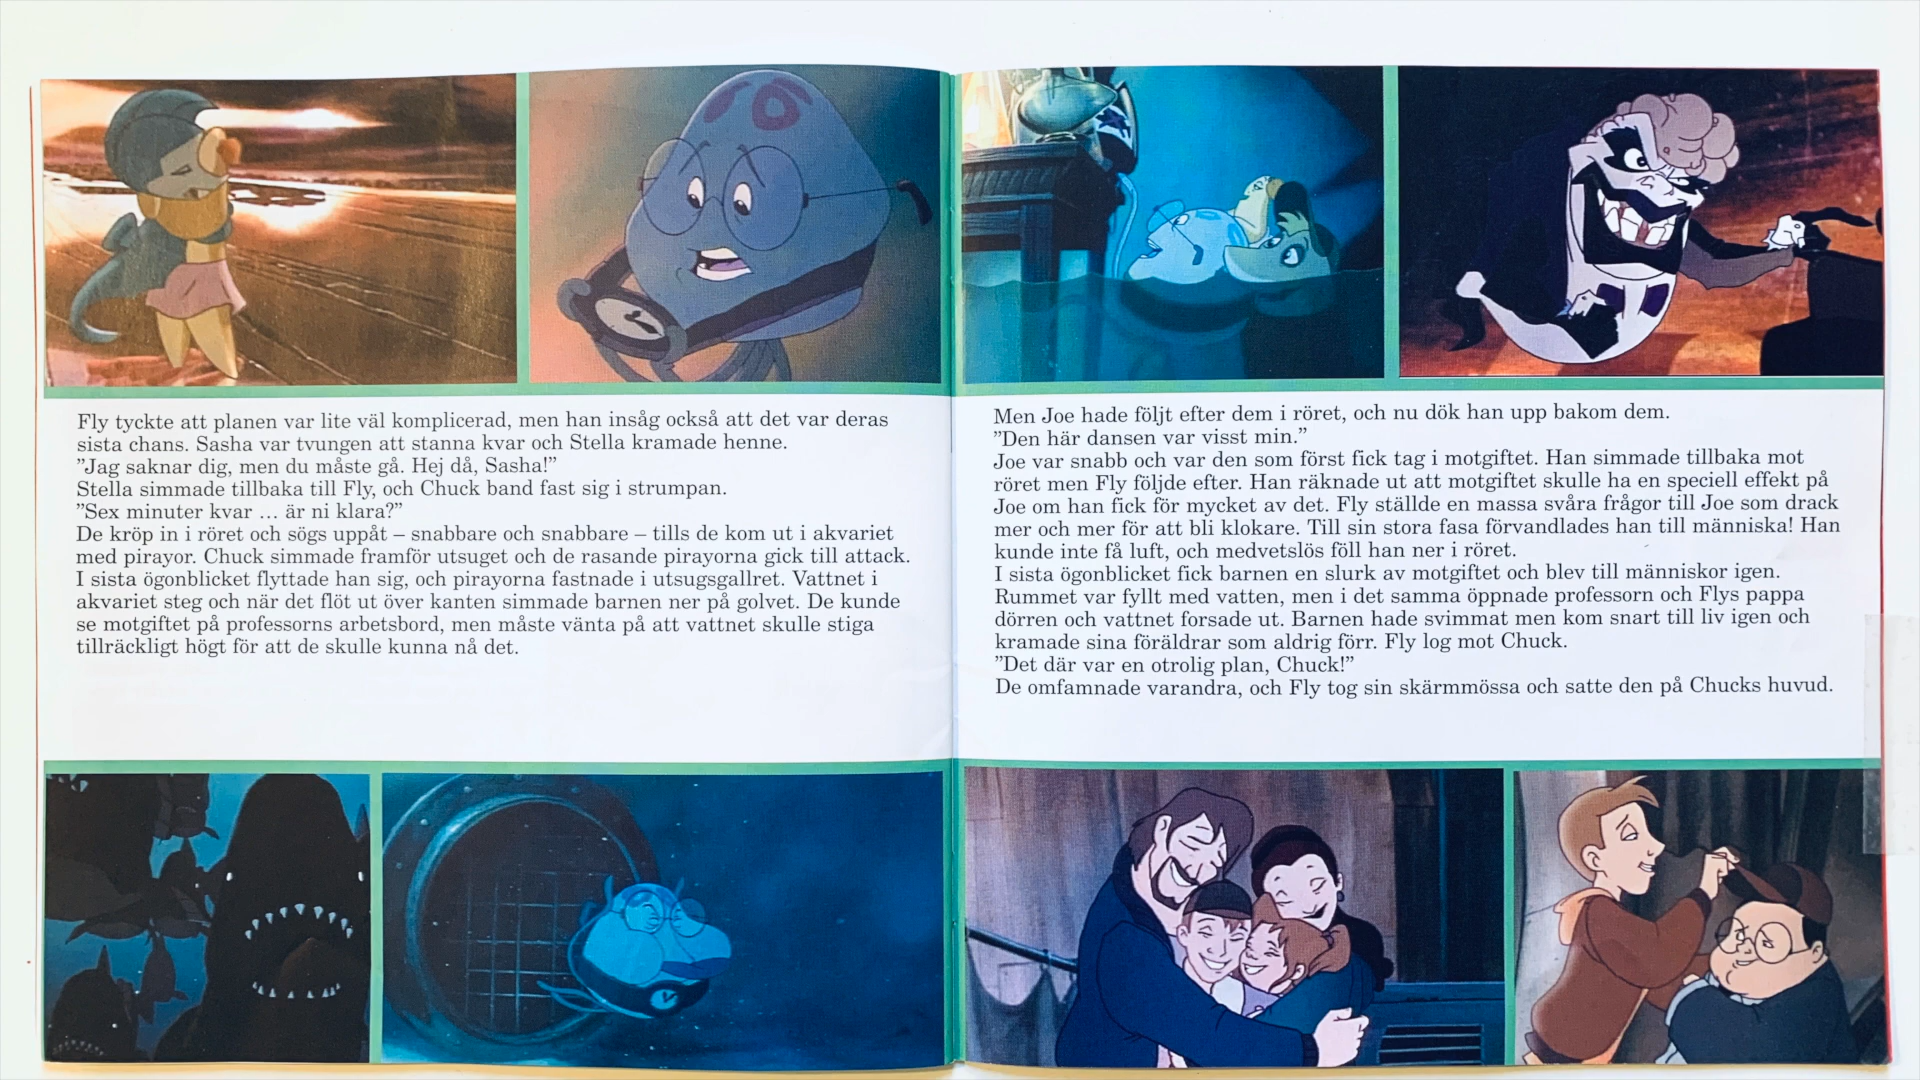 Fly tyckte att planen var lite väl komplicerad, men han insåg också att det var deras
sista chans. Sasha var tvungen att stanna kvar och Stella kramade henne.
”Jag saknar dig, men du måste gå. Hej då, Sasha!”
Stella simmade tillbaka till Fly, och Chuck band fast sig i strumpan.
”Sex minuter kvar … är ni klara?”
De kröp in i röret och sögs uppåt – snabbare och snabbare – tills de kom ut i akvariet
med pirayor. Chuck simmade framför utsuget och de rasande pirayorna gick till attack.
I sista ögonblicket flyttade han sig, och pirayorna fastnade i utsugsgallret. Vattnet i
akvariet steg och när det flöt ut över kanten simmade barnen ner på golvet. De kunde
se motgiftet på professorns arbetsbord, men måste vänta på att vattnet skulle stiga
tillräckligt högt för att de skulle kunna nå det.
Men Joe hade följt efter dem i röret, och nu dök han upp bakom dem.
”Den här dansen var visst min.”
Joe var snabb och var den som först fick tag i motgiftet. Han simmade tillbaka mot
röret men Fly följde efter. Han räknade ut att motgiftet skulle ha en speciell effekt på
Joe om han fick för mycket av det. Fly ställde en massa svåra frågor till Joe som drack
mer och mer för att bli klokare. Till sin stora fasa förvandlades han till människa! Han
kunde inte få luft, och medvetslös föll han ner i röret.
I sista ögonblicket fick barnen en slurk av motgiftet och blev till människor igen.
Rummet var fyllt med vatten, men i det samma öppnade professorn och Flys pappa
dörren och vattnet forsade ut. Barnen hade svimmat men kom snart till liv igen och
kramade sina föräldrar som aldrig förr. Fly log mot Chuck.
”Det där var en otrolig plan, Chuck!”
De omfamnade varandra, och Fly tog sin skärmmössa och satte den på Chucks huvud.